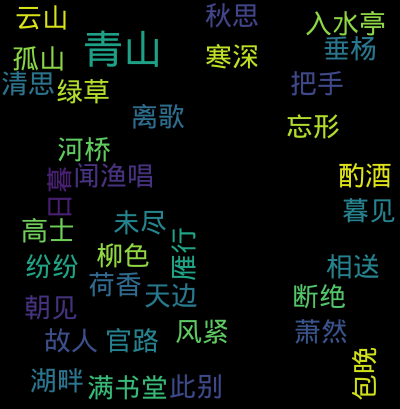 云山
秋思
入水亭
青山
垂杨
孤山
寒深
清思
绿草
把手
离歌
忘形
河桥
闻渔唱
酌酒
日暮
暮见
未尽
高士
雁行
柳色
纷纷
相送
荷香
天边
断绝
朝见
故人
官路
风紧
萧然
包晚
湖畔
满书堂
此别